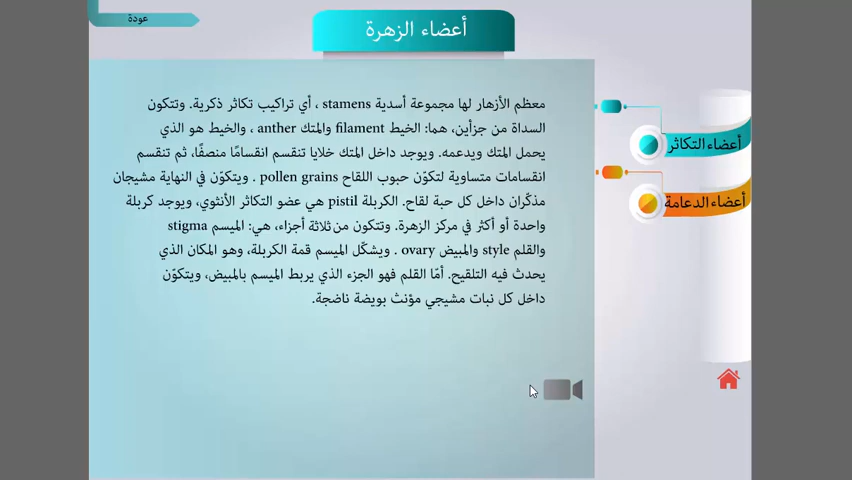 عودة
أعضاء الزهرة
معظم الأزهار لها مجموعة أسدية stamens ، أي تراكيب تكاثر ذكرية. وتتكون
السداة من جزأين، هما: الخيط filament والمتك anther ، والخيط هو الذي
يحمل المتك ويدعمه. ويوجد داخل المتك خلايا تنقسم انقسامًا منصفًا، ثم تنقسم
انقسامات متساوية لتكوّن حبوب اللقاح pollen grains . ويتكوّن في النهاية مشيجان
مذكّران داخل كل حبة لقاح. الكربلة pistil هي عضو التكاثر الأنثوي، ويوجد كربلة
واحدة أو أكثر في مركز الزهرة. وتتكون من ثلاثة أجزاء، هي: الميسم stigma
والقلم style والمبيض ovary . ويشكّل الميسم قمة الكربلة، وهو المكان الذي
يحدث فيه التلقيح. أمّا القلم فهو الجزء الذي يربط الميسم بالمبيض، ويتكوّن
داخل كل نبات مشيجي مؤنث بويضة ناضجة.
أعضاء التكاثر
أعضاء الدعامة